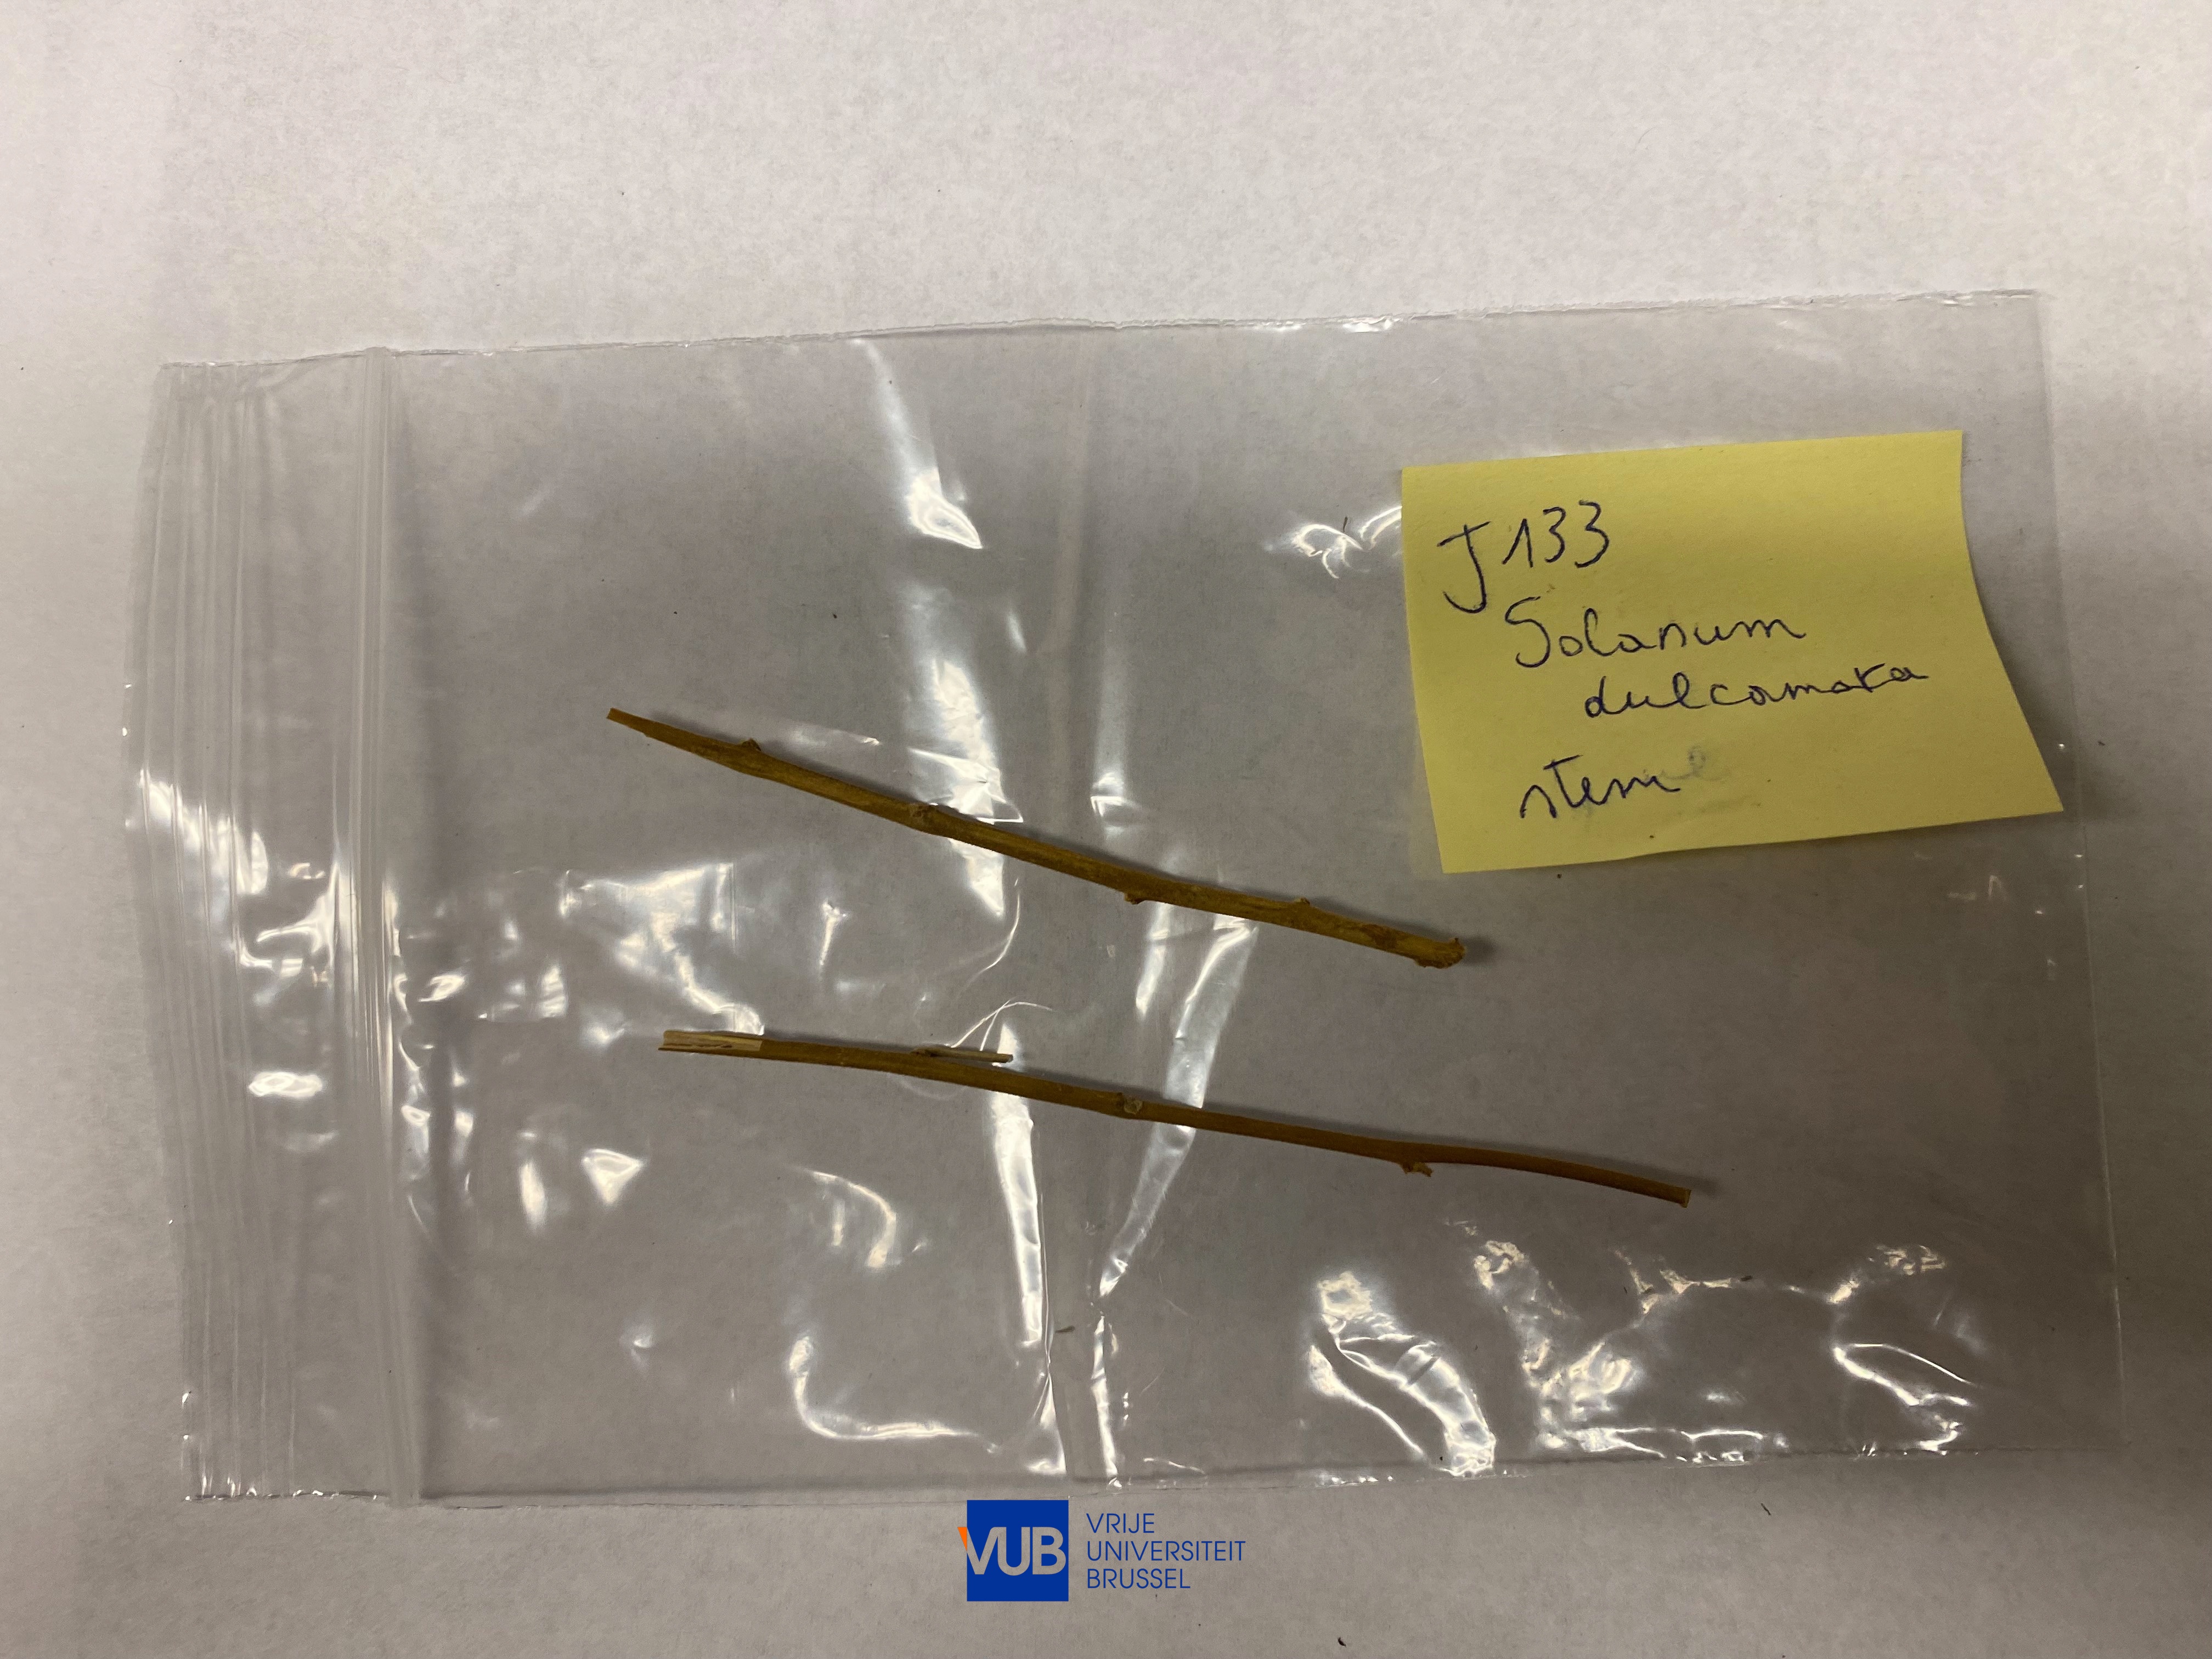 J133
Solanum
dulcamara
stem
VUB
VRIJE
UNIVERSITEIT
BRUSSEL